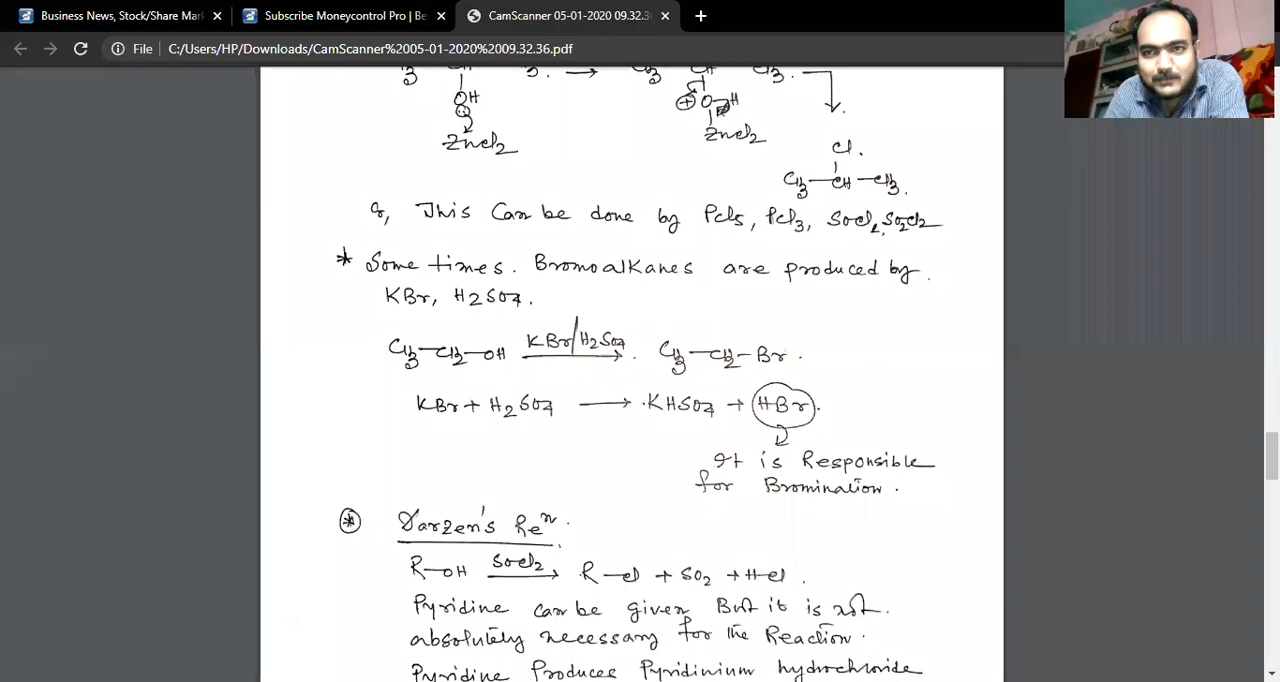 Business News, Stock/Share Mar
Subscribe Moneycontrol Pro | Be
CamScanner 05-01-2020 09.32.3
File C:/Users/HP/Downloads/CamScanner%2005-01-2020%2009.32.36.pdf
OH
ZnCl2
⊕ O H
ZnCl2
Cl.
CH3—CH—CH3.
This Can be done by PCl5, PCl3, SOCl2, SO2Cl2
* Some times. Bromoalkanes are produced by.
KBr, H2SO4.
CH3—CH2—OH KBr/H2SO4 → CH3—CH2—Br.
KBr + H2SO4 → KHSO4 + HBr.
It is Responsible
for Bromination.
* Darzen's Ren.
R—OH SOCl2 → R—Cl + SO2 + HCl.
Pyridine can be given But it is not.
absolutely necessary for the Reaction.
Pyridine Produces Pyridinium hydrochloride